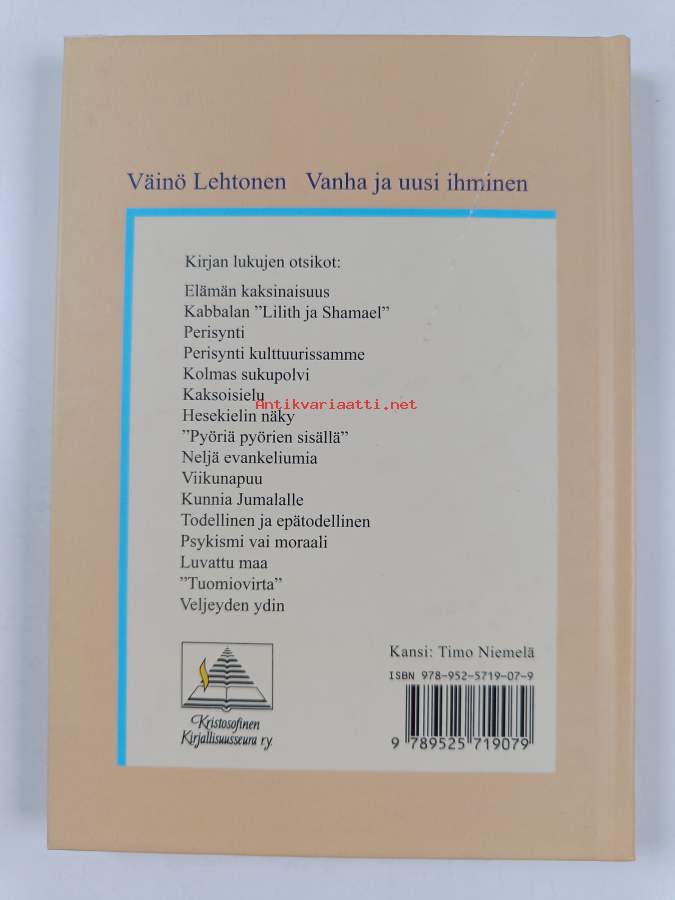 Väinö Lehtonen Vanha ja uusi ihminen
Kirjan lukujen otsikot:
Elämän kaksinaisuus
Kabbalan ”Lilith ja Shamael”
Perisynti
Perisynti kulttuurissamme
Kolmas sukupolvi
Kaksoisielu
Antikvariaatti.net
Hesekielin näky
”Pyöriä pyörien sisällä”
Neljä evankeliumia
Viikunapuu
Kunnia Jumalalle
Todellinen ja epätodellinen
Psykismi vai moraali
Luvattu maa
”Tuomiovirta”
Veljeyden ydin
Kristosofinen
Kirjallisuusseura ry.
Kansi: Timo Niemelä
ISBN 978-952-5719-07-9
9 789525 719079